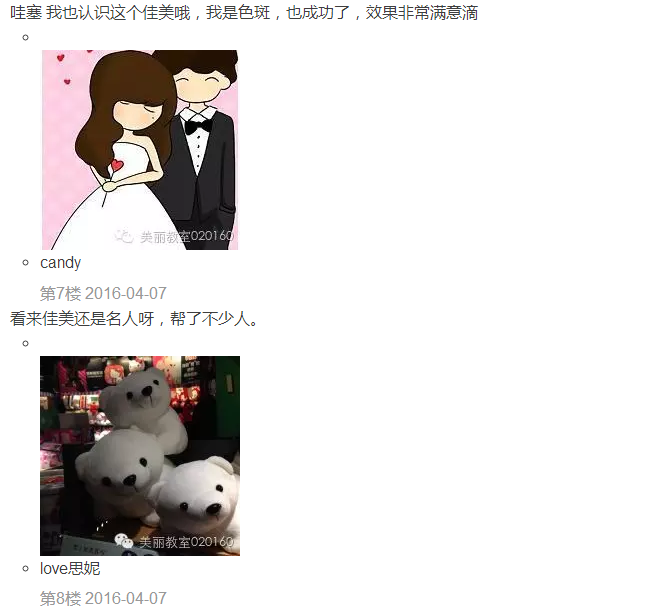 哇塞 我也认识这个佳美哦，我是色斑，也成功了，效果非常满意滴
美丽教室020160
candy
第7楼 2016-04-07
看来佳美还是名人呀，帮了不少人。
美丽教室020160
love思妮
第8楼 2016-04-07